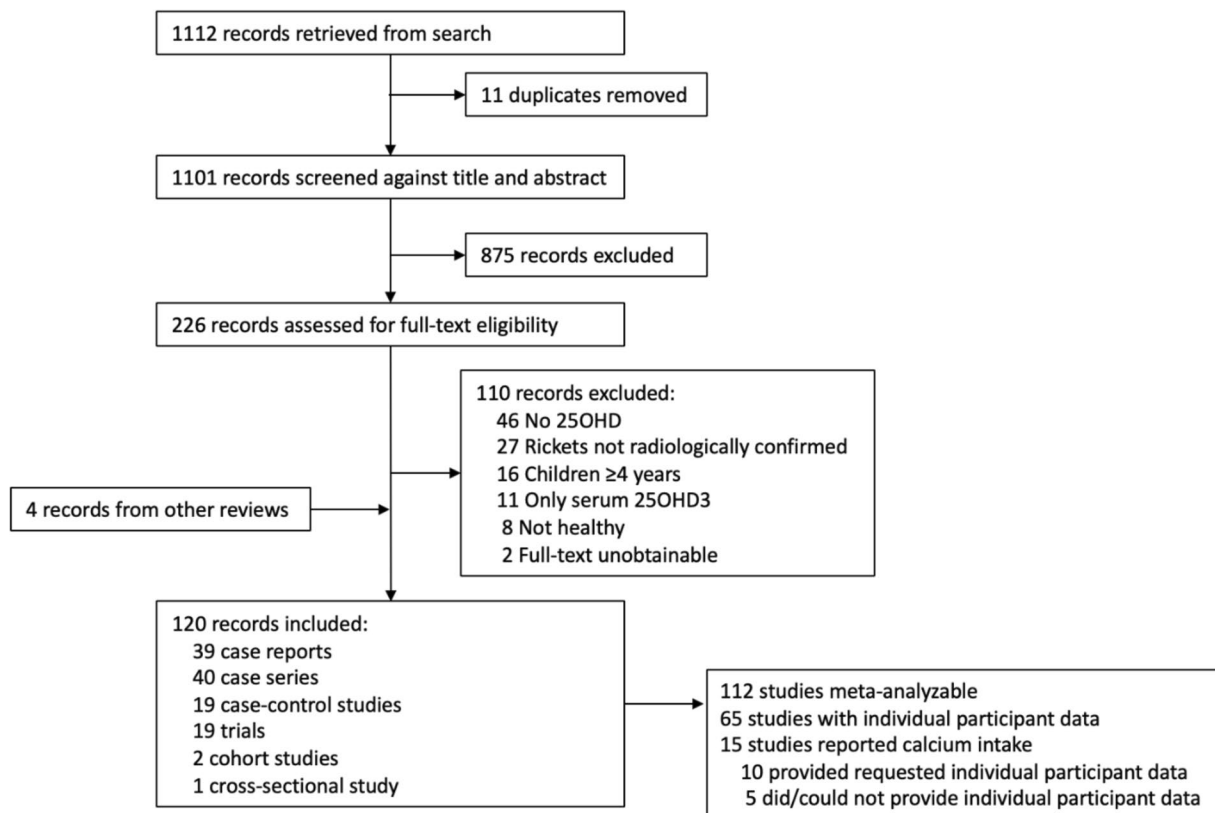 1112 records retrieved from search
11 duplicates removed
1101 records screened against title and abstract
875 records excluded
226 records assessed for full-text eligibility
110 records excluded:
46 No 25OHD
27 Rickets not radiologically confirmed
16 Children ≥4 years
11 Only serum 25OHD3
8 Not healthy
2 Full-text unobtainable
4 records from other reviews
120 records included:
39 case reports
40 case series
19 case-control studies
19 trials
2 cohort studies
1 cross-sectional study
112 studies meta-analyzable
65 studies with individual participant data
15 studies reported calcium intake
10 provided requested individual participant data
5 did/could not provide individual participant data